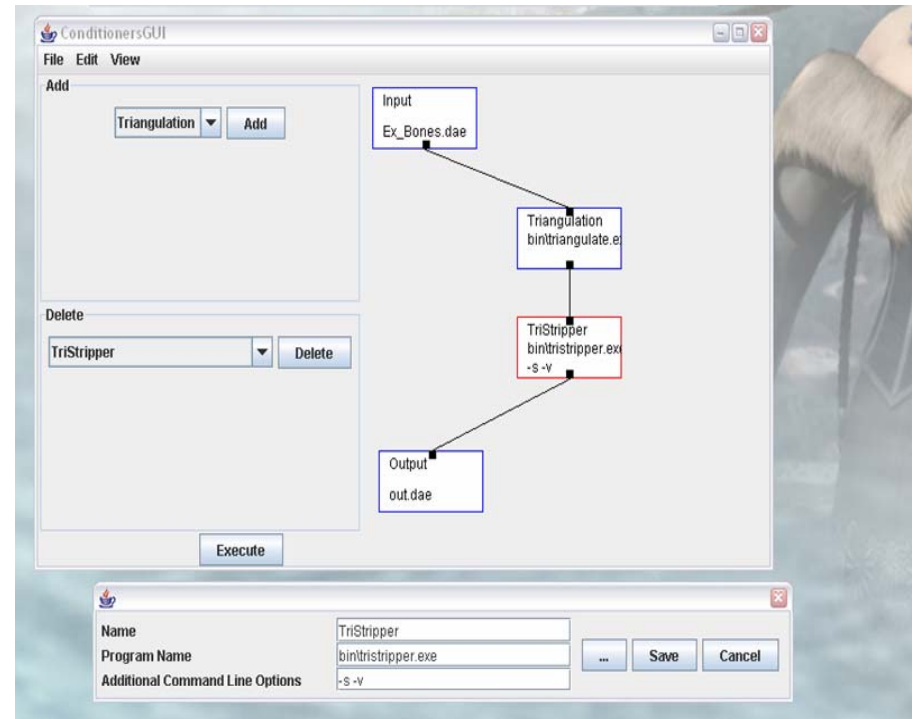 ConditionersGUI
File Edit View
Add
Triangulation Add
Delete
TriStripper Delete
Execute
Input
Ex_Bones.dae
Triangulation
bin\triangulate.e
TriStripper
bin\tristripper.exe
-s -v
Output
out.dae
Name TriStripper
Program Name bin\tristripper.exe ... Save Cancel
Additional Command Line Options -s -v